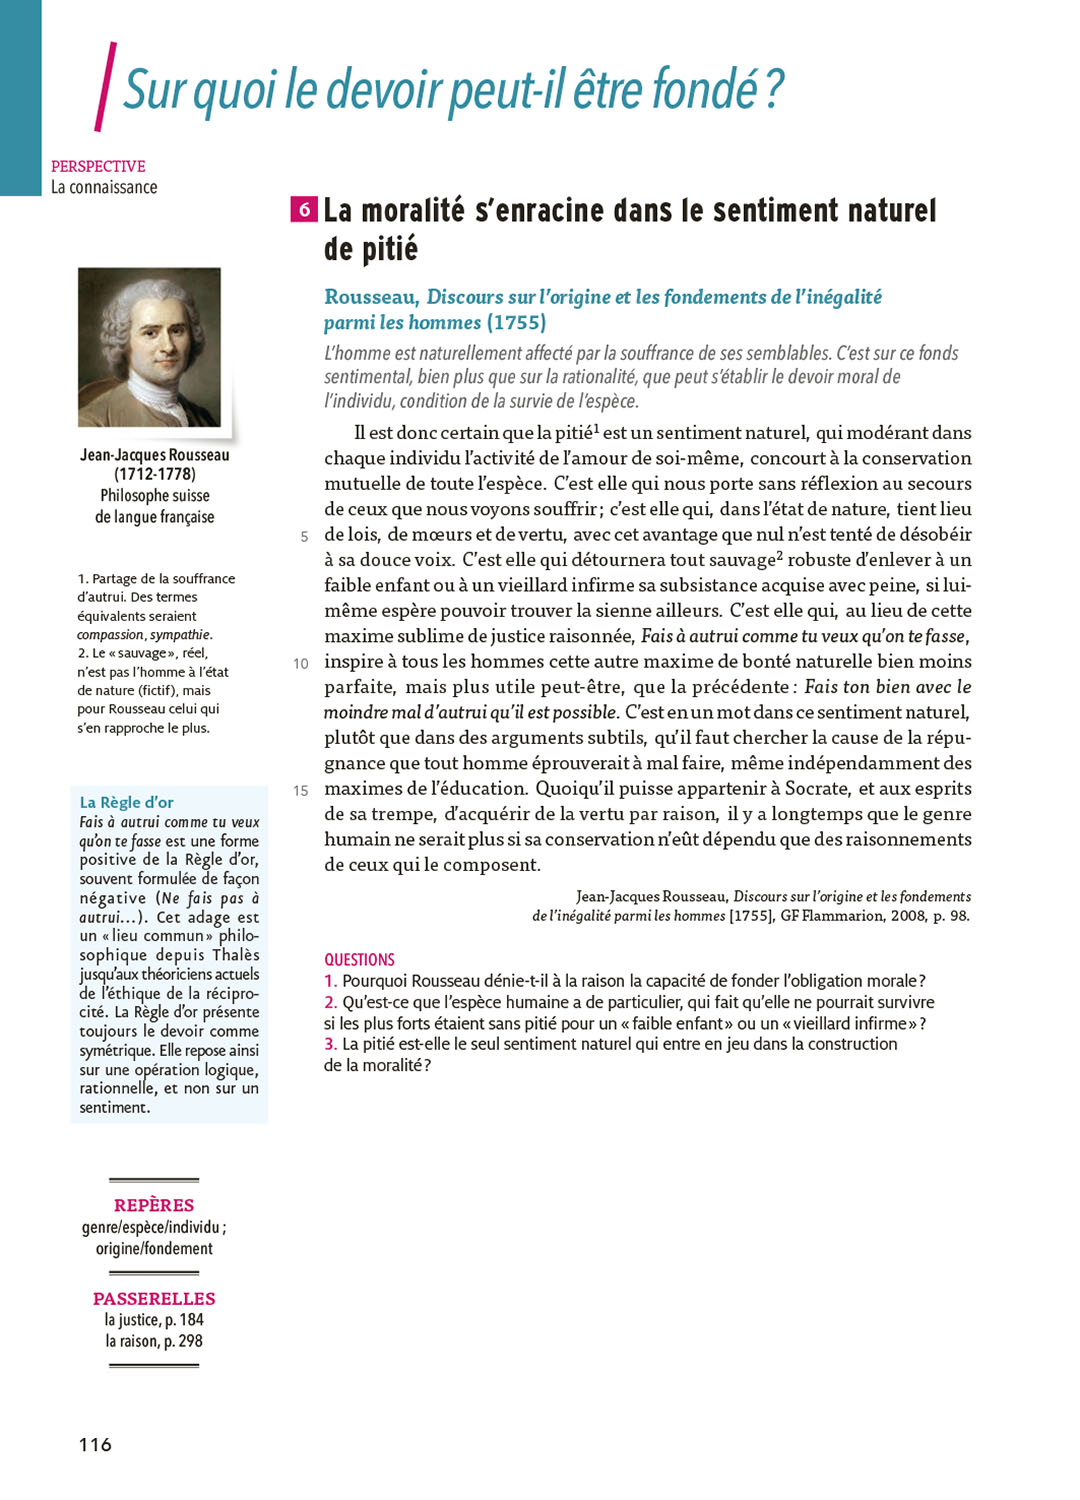 Sur quoi le devoir peut-il être fondé ?
PERSPECTIVE
La connaissance
6 La moralité s’enracine dans le sentiment naturel
de pitié
Rousseau, Discours sur l’origine et les fondements de l’inégalité
parmi les hommes (1755)
L’homme est naturellement affecté par la souffrance de ses semblables. C’est sur ce fonds
sentimental, bien plus que sur la rationalité, que peut s’établir le devoir moral de
l’individu, condition de la survie de l’espèce.
Il est donc certain que la pitié1 est un sentiment naturel, qui modérant dans
chaque individu l’activité de l’amour de soi-même, concourt à la conservation
mutuelle de toute l’espèce. C’est elle qui nous porte sans réflexion au secours
de ceux que nous voyons souffrir ; c’est elle qui, dans l’état de nature, tient lieu
5 de lois, de mœurs et de vertu, avec cet avantage que nul n’est tenté de désobéir
à sa douce voix. C’est elle qui détournera tout sauvage2 robuste d’enlever à un
faible enfant ou à un vieillard infirme sa subsistance acquise avec peine, si lui-
même espère pouvoir trouver la sienne ailleurs. C’est elle qui, au lieu de cette
maxime sublime de justice raisonnée, Fais à autrui comme tu veux qu’on te fasse,
10 inspire à tous les hommes cette autre maxime de bonté naturelle bien moins
parfaite, mais plus utile peut-être, que la précédente : Fais ton bien avec le
moindre mal d’autrui qu’il est possible. C’est en un mot dans ce sentiment naturel,
plutôt que dans des arguments subtils, qu’il faut chercher la cause de la répu-
gnance que tout homme éprouverait à mal faire, même indépendamment des
15 maximes de l’éducation. Quoiqu’il puisse appartenir à Socrate, et aux esprits
de sa trempe, d’acquérir de la vertu par raison, il y a longtemps que le genre
humain ne serait plus si sa conservation n’eût dépendu que des raisonnements
de ceux qui le composent.
Jean-Jacques Rousseau, Discours sur l’origine et les fondements
de l’inégalité parmi les hommes [1755], GF Flammarion, 2008, p. 98.
QUESTIONS
1. Pourquoi Rousseau dénie-t-il à la raison la capacité de fonder l’obligation morale ?
2. Qu’est-ce que l’espèce humaine a de particulier, qui fait qu’elle ne pourrait survivre
si les plus forts étaient sans pitié pour un « faible enfant » ou un « vieillard infirme » ?
3. La pitié est-elle le seul sentiment naturel qui entre en jeu dans la construction
de la moralité ?
Jean-Jacques Rousseau
(1712-1778)
Philosophe suisse
de langue française
1. Partage de la souffrance
d’autrui. Des termes
équivalents seraient
compassion, sympathie.
2. Le « sauvage », réel,
n’est pas l’homme à l’état
de nature (fictif), mais
pour Rousseau celui qui
s’en rapproche le plus.
La Règle d’or
Fais à autrui comme tu veux
qu’on te fasse est une forme
positive de la Règle d’or,
souvent formulée de façon
négative (Ne fais pas à
autrui…). Cet adage est
un « lieu commun » philo-
sophique depuis Thalès
jusqu’aux théoriciens actuels
de l’éthique de la récipro-
cité. La Règle d’or présente
toujours le devoir comme
symétrique. Elle repose ainsi
sur une opération logique,
rationnelle, et non sur un
sentiment.
REPÈRES
genre/espèce/individu ;
origine/fondement
PASSERELLES
la justice, p. 184
la raison, p. 298
116